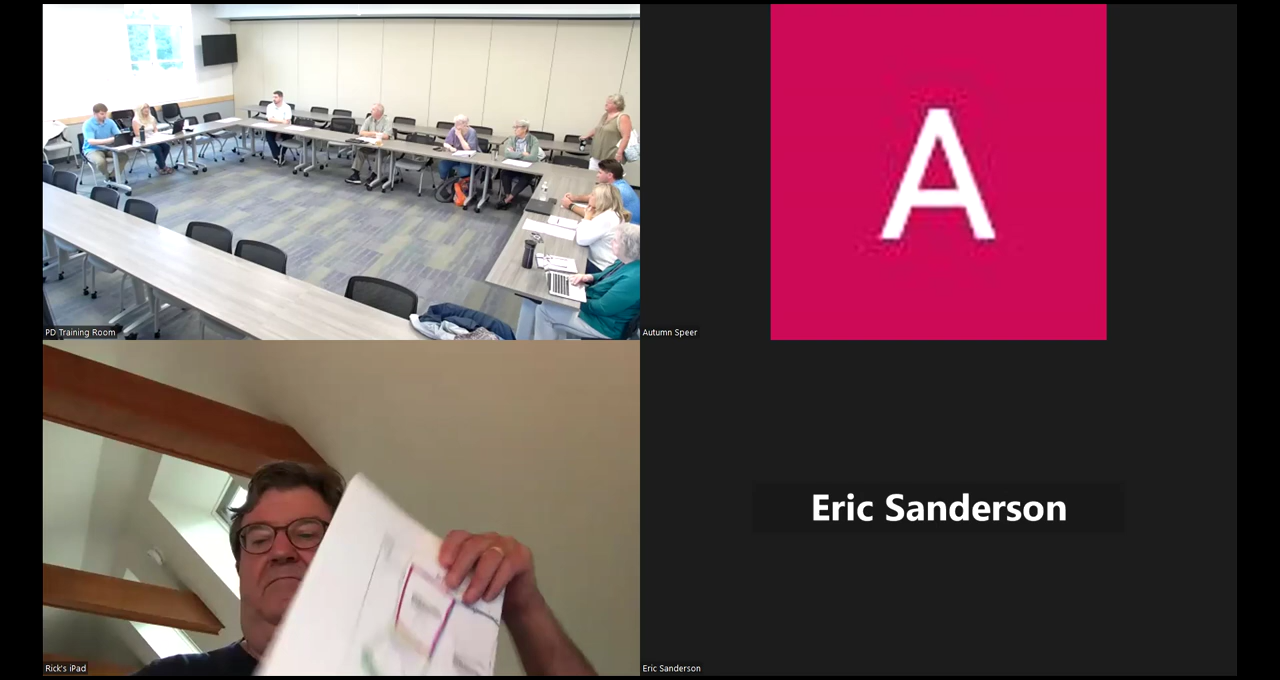 A
PD Training Room
Autumn Speer
Eric Sanderson
Rick's iPad
Eric Sanderson